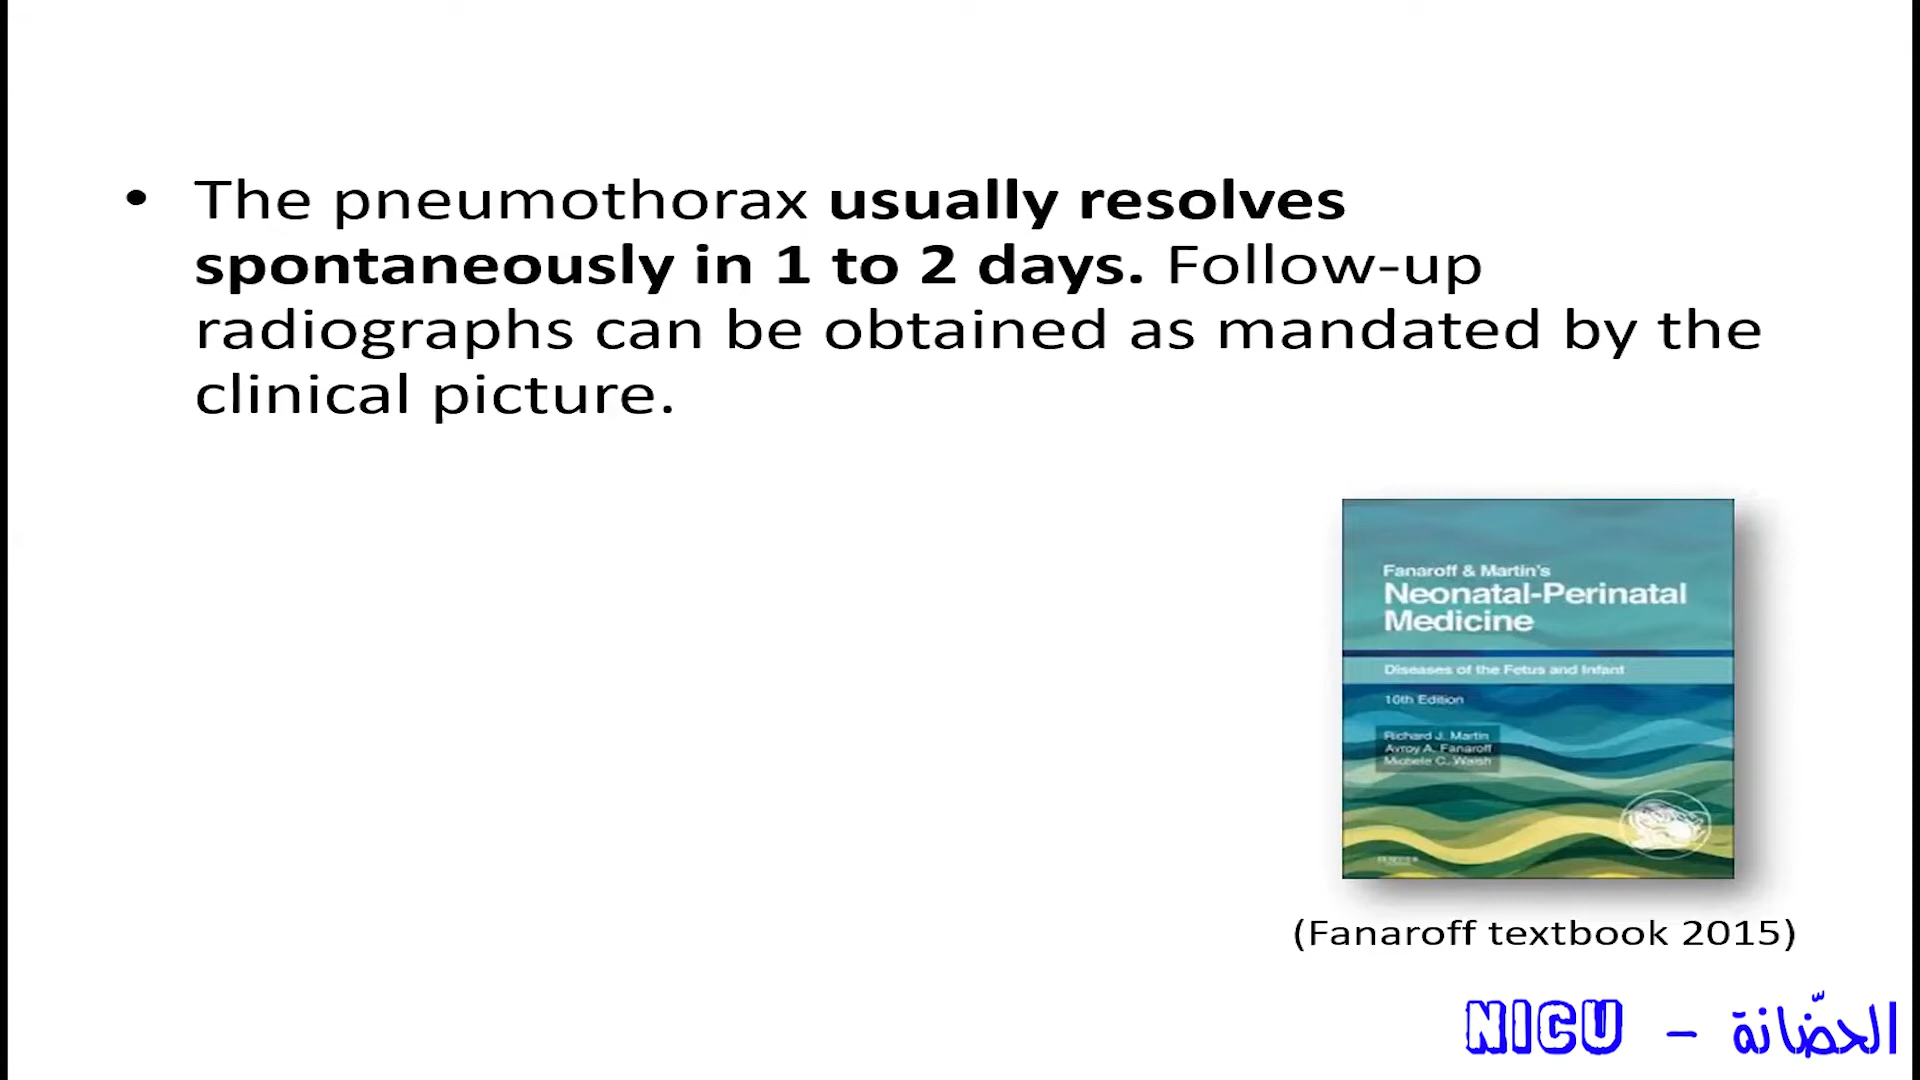 • The pneumothorax usually resolves
spontaneously in 1 to 2 days. Follow-up
radiographs can be obtained as mandated by the
clinical picture.
Fanaroff & Martin's
Neonatal-Perinatal
Medicine
Diseases of the Fetus and Infant
10th Edition
Richard J. Martin
Avroy A. Fanaroff
Michele C. Walsh
(Fanaroff textbook 2015)
NICU – الحضّانة